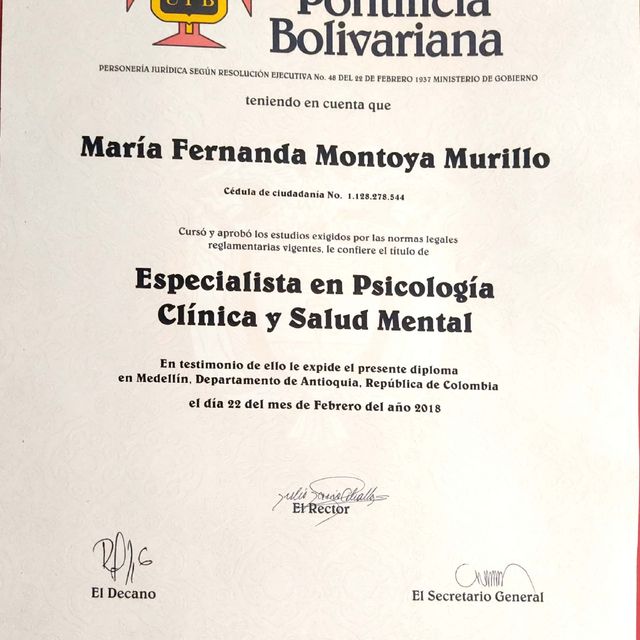 UPB
Pontificia
Bolivariana
PERSONERÍA JURÍDICA SEGÚN RESOLUCIÓN EJECUTIVA No. 48 DEL 22 DE FEBRERO 1937 MINISTERIO DE GOBIERNO
teniendo en cuenta que
María Fernanda Montoya Murillo
Cédula de ciudadanía No. 1.128.278.544
Cursó y aprobó los estudios exigidos por las normas legales
reglamentarias vigentes, le confiere el título de
Especialista en Psicología
Clínica y Salud Mental
En testimonio de ello le expide el presente diploma
en Medellín, Departamento de Antioquia, República de Colombia
el día 22 del mes de Febrero del año 2018
El Rector
El Decano
El Secretario General